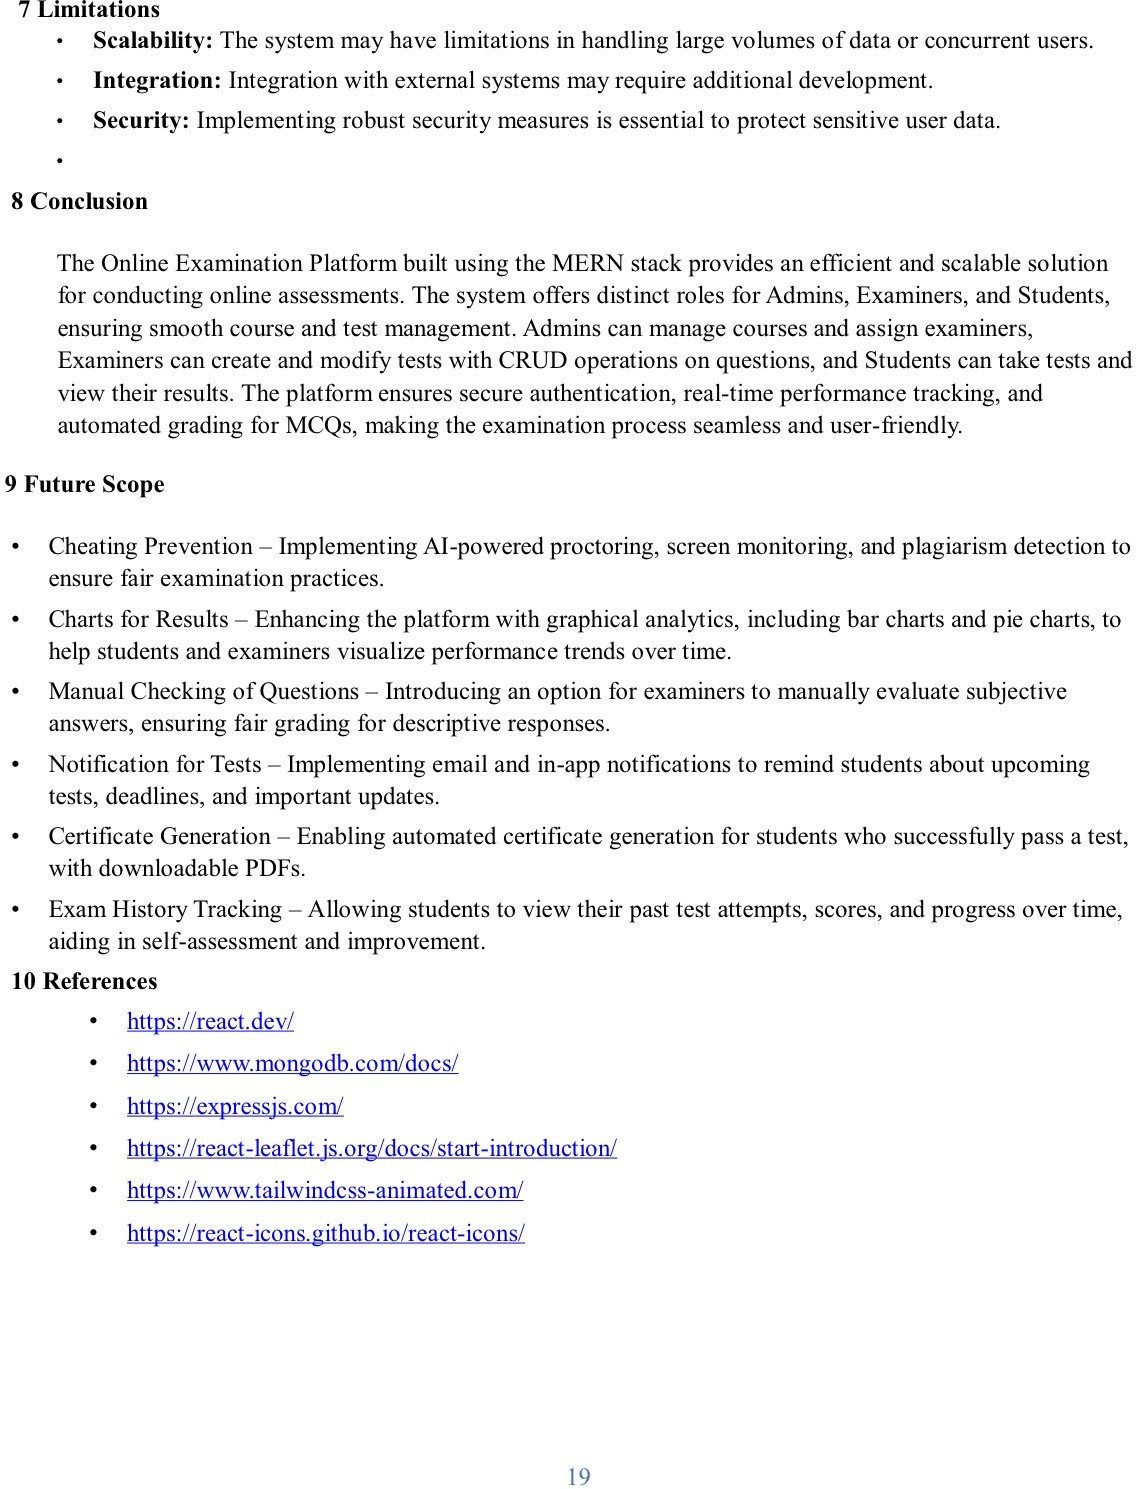 7 Limitations
• Scalability: The system may have limitations in handling large volumes of data or concurrent users.
• Integration: Integration with external systems may require additional development.
• Security: Implementing robust security measures is essential to protect sensitive user data.
•
8 Conclusion
The Online Examination Platform built using the MERN stack provides an efficient and scalable solution
for conducting online assessments. The system offers distinct roles for Admins, Examiners, and Students,
ensuring smooth course and test management. Admins can manage courses and assign examiners,
Examiners can create and modify tests with CRUD operations on questions, and Students can take tests and
view their results. The platform ensures secure authentication, real-time performance tracking, and
automated grading for MCQs, making the examination process seamless and user-friendly.
9 Future Scope
• Cheating Prevention – Implementing AI-powered proctoring, screen monitoring, and plagiarism detection to
ensure fair examination practices.
• Charts for Results – Enhancing the platform with graphical analytics, including bar charts and pie charts, to
help students and examiners visualize performance trends over time.
• Manual Checking of Questions – Introducing an option for examiners to manually evaluate subjective
answers, ensuring fair grading for descriptive responses.
• Notification for Tests – Implementing email and in-app notifications to remind students about upcoming
tests, deadlines, and important updates.
• Certificate Generation – Enabling automated certificate generation for students who successfully pass a test,
with downloadable PDFs.
• Exam History Tracking – Allowing students to view their past test attempts, scores, and progress over time,
aiding in self-assessment and improvement.
10 References
• https://react.dev/
• https://www.mongodb.com/docs/
• https://expressjs.com/
• https://react-leaflet.js.org/docs/start-introduction/
• https://www.tailwindcss-animated.com/
• https://react-icons.github.io/react-icons/
19